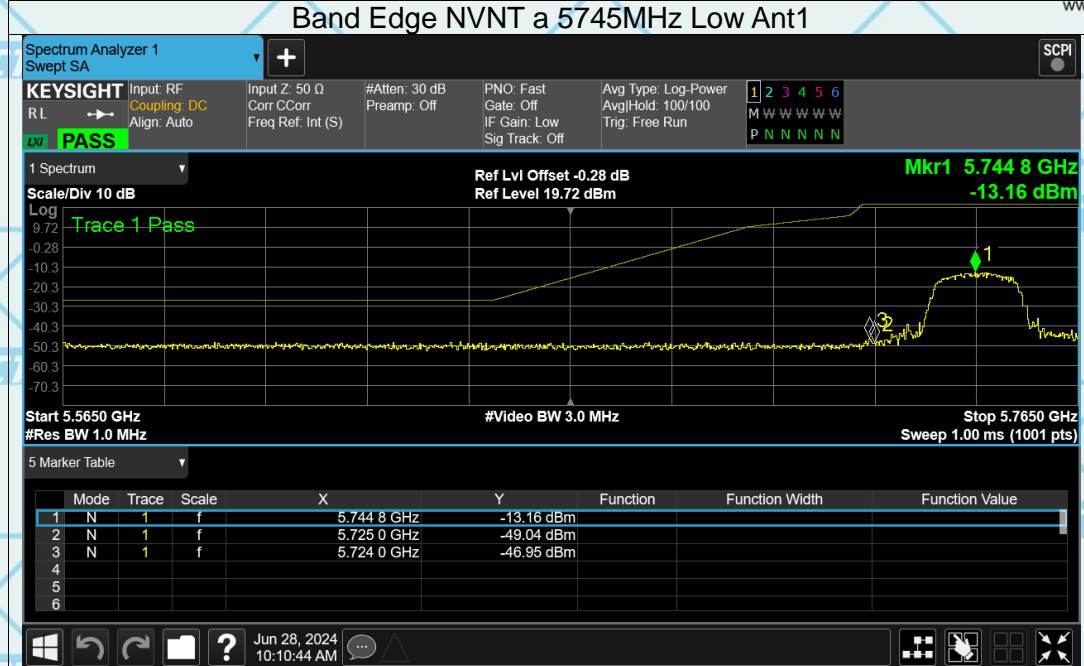 Band Edge NVNT a 5745MHz Low Ant1
Spectrum Analyzer 1
Swept SA
+
SCPI
KEYSIGHT
RL
LXI PASS
Input: RF
Coupling: DC
Align: Auto
Input Z: 50 Ω
Corr CCorr
Freq Ref: Int (S)
#Atten: 30 dB
Preamp: Off
PNO: Fast
Gate: Off
IF Gain: Low
Sig Track: Off
Avg Type: Log-Power
Avg|Hold: 100/100
Trig: Free Run
1 2 3 4 5 6
M W W W W W
P N N N N N
1 Spectrum
Scale/Div 10 dB
Ref Lvl Offset -0.28 dB
Ref Level 19.72 dBm
Mkr1 5.744 8 GHz
-13.16 dBm
Log
Trace 1 Pass
9.72
-0.28
-10.3
-20.3
-30.3
-40.3
-50.3
-60.3
-70.3
1
3
2
Start 5.5650 GHz
#Video BW 3.0 MHz
Stop 5.7650 GHz
#Res BW 1.0 MHz
Sweep 1.00 ms (1001 pts)
5 Marker Table
Mode Trace Scale X Y Function Function Width Function Value
1 N 1 f 5.744 8 GHz -13.16 dBm
2 N 1 f 5.725 0 GHz -49.04 dBm
3 N 1 f 5.724 0 GHz -46.95 dBm
4
5
6
?
Jun 28, 2024
10:10:44 AM